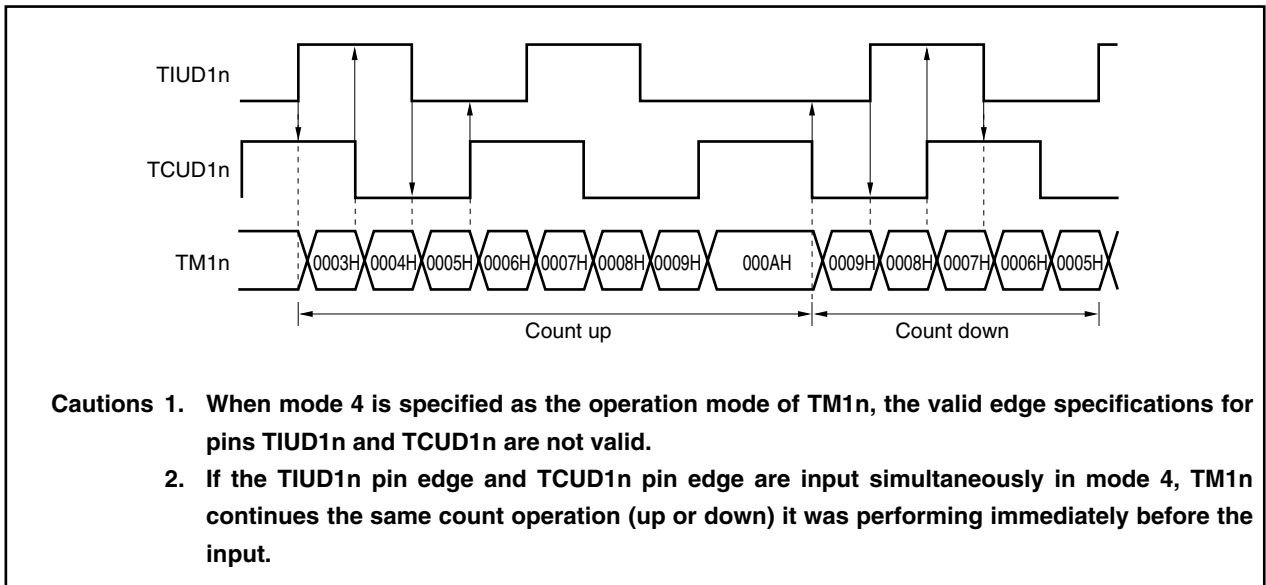 TIUD1n
TCUD1n
TM1n
0003H 0004H 0005H 0006H 0007H 0008H 0009H 000AH 0009H 0008H 0007H 0006H 0005H
Count up Count down
Cautions 1. When mode 4 is specified as the operation mode of TM1n, the valid edge specifications for
pins TIUD1n and TCUD1n are not valid.
2. If the TIUD1n pin edge and TCUD1n pin edge are input simultaneously in mode 4, TM1n
continues the same count operation (up or down) it was performing immediately before the
input.